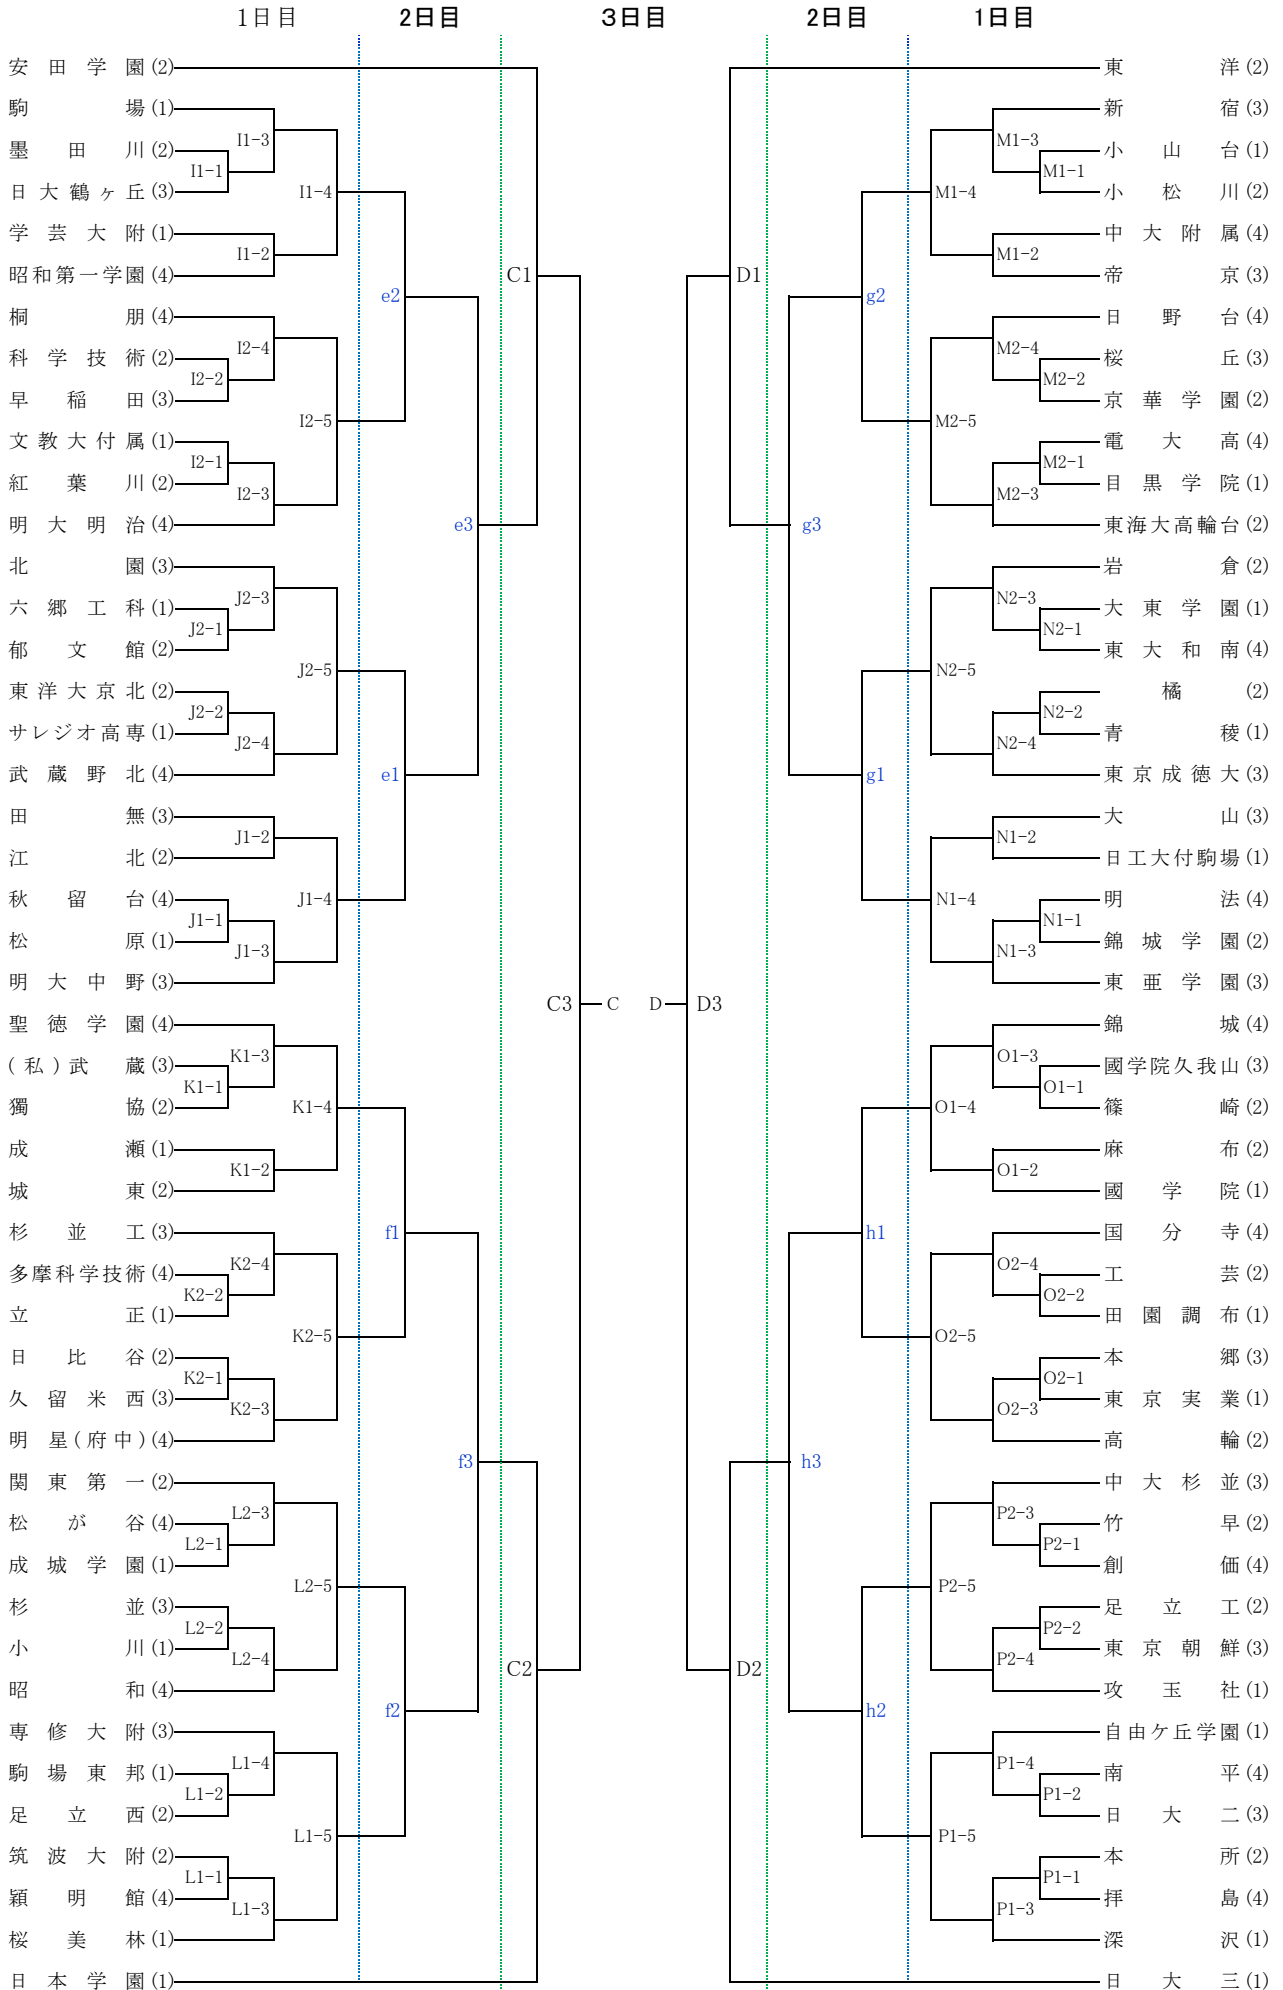 1日目 2日目 3日目 2日目 1日目
安田学園(2) 東洋(2)
駒場(1) 新宿(3)
I1-3 M1-3
墨田川(2) 小山台(1)
I1-1 M1-1
日大鶴ヶ丘(3) I1-4 M1-4 小松川(2)
学芸大附(1) 中大附属(4)
I1-2 M1-2
昭和第一学園(4) C1 D1 帝京(3)
e2 g2
桐朋(4) 日野台(4)
I2-4 M2-4
科学技術(2) 桜丘(3)
I2-2 M2-2
早稲田(3) 京華学園(2)
I2-5 M2-5
文教大付属(1) 電大高(4)
I2-1 M2-1
紅葉川(2) 目黒学院(1)
I2-3 M2-3
明大明治(4) e3 g3 東海大高輪台(2)
北園(3) 岩倉(2)
J2-3 N2-3
六郷工科(1) 大東学園(1)
J2-1 N2-1
郁文館(2) 東大和南(4)
J2-5 N2-5
東洋大京北(2) 橘(2)
J2-2 N2-2
サレジオ高専(1) 青稜(1)
J2-4 N2-4
武蔵野北(4) e1 g1 東京成徳大(3)
田無(3) 大山(3)
J1-2 N1-2
江北(2) 日工大付駒場(1)
秋留台(4) J1-4 N1-4 明法(4)
J1-1 N1-1
松原(1) 錦城学園(2)
J1-3 N1-3
明大中野(3) 東亜学園(3)
C3 C D D3
聖徳学園(4) 錦城(4)
K1-3 O1-3
(私)武蔵(3) 國学院久我山(3)
K1-1 O1-1
獨協(2) K1-4 O1-4 篠崎(2)
成瀬(1) 麻布(2)
K1-2 O1-2
城東(2) 國学院(1)
杉並工(3) f1 h1 国分寺(4)
K2-4 O2-4
多摩科学技術(4) 工芸(2)
K2-2 O2-2
立正(1) 田園調布(1)
K2-5 O2-5
日比谷(2) 本郷(3)
K2-1 O2-1
久留米西(3) 東京実業(1)
K2-3 O2-3
明星(府中)(4) 高輪(2)
f3 h3
関東第一(2) 中大杉並(3)
L2-3 P2-3
松が谷(4) 竹早(2)
L2-1 P2-1
成城学園(1) 創価(4)
L2-5 P2-5
杉並(3) 足立工(2)
L2-2 P2-2
小川(1) 東京朝鮮(3)
L2-4 C2 D2 P2-4
昭和(4) 攻玉社(1)
f2 h2
専修大附(3) 自由ケ丘学園(1)
L1-4 P1-4
駒場東邦(1) 南平(4)
L1-2 P1-2
足立西(2) 日大二(3)
L1-5 P1-5
筑波大附(2) 本所(2)
L1-1 P1-1
穎明館(4) 拝島(4)
L1-3 P1-3
桜美林(1) 深沢(1)
日本学園(1) 日大三(1)